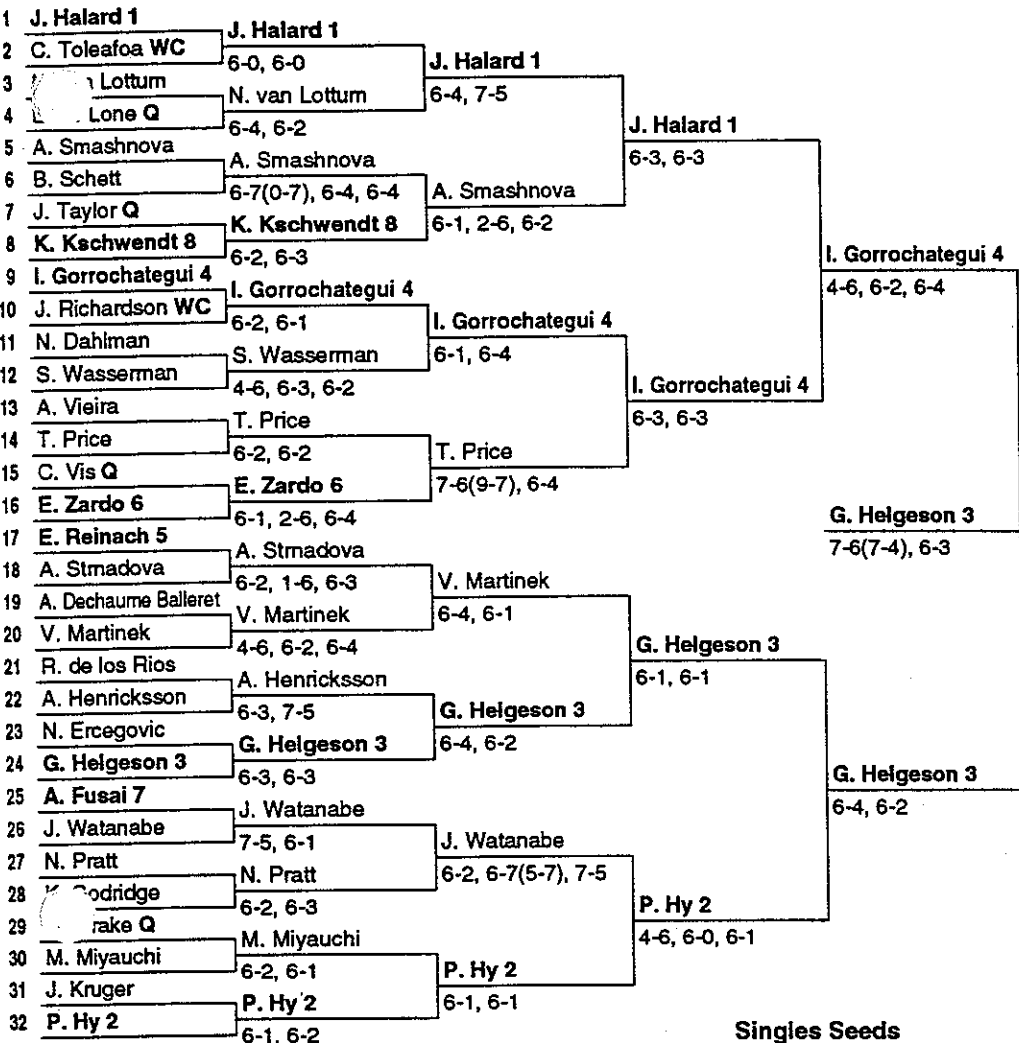 1 J. Halard 1
2 C. Toleafoa WC
3 Lottum
4 Lone Q
5 A. Smashnova
6 B. Schett
7 J. Taylor Q
8 K. Kschwendt 8
9 I. Gorrochategui 4
10 J. Richardson WC
11 N. Dahlman
12 S. Wasserman
13 A. Vieira
14 T. Price
15 C. Vis Q
16 E. Zardo 6
17 E. Reinach 5
18 A. Strnadova
19 A. Dechaume Balleret
20 V. Martinek
21 R. de los Rios
22 A. Henricksson
23 N. Ercegovic
24 G. Helgeson 3
25 A. Fusai 7
26 J. Watanabe
27 N. Pratt
28 Godridge
29 rake Q
30 M. Miyauchi
31 J. Kruger
32 P. Hy 2
J. Halard 1
6-0, 6-0
N. van Lottum
6-4, 6-2
A. Smashnova
6-7(0-7), 6-4, 6-4
K. Kschwendt 8
6-2, 6-3
I. Gorrochategui 4
6-2, 6-1
S. Wasserman
4-6, 6-3, 6-2
T. Price
6-2, 6-2
E. Zardo 6
6-1, 2-6, 6-4
A. Strnadova
6-2, 1-6, 6-3
V. Martinek
4-6, 6-2, 6-4
A. Henricksson
6-3, 7-5
G. Helgeson 3
6-3, 6-3
J. Watanabe
7-5, 6-1
N. Pratt
6-2, 6-3
M. Miyauchi
6-2, 6-1
P. Hy 2
6-1, 6-2
J. Halard 1
6-4, 7-5
A. Smashnova
6-1, 2-6, 6-2
I. Gorrochategui 4
6-1, 6-4
T. Price
7-6(9-7), 6-4
V. Martinek
6-4, 6-1
G. Helgeson 3
6-4, 6-2
J. Watanabe
6-2, 6-7(5-7), 7-5
P. Hy 2
6-1, 6-1
J. Halard 1
6-3, 6-3
I. Gorrochategui 4
6-3, 6-3
G. Helgeson 3
6-1, 6-1
P. Hy 2
4-6, 6-0, 6-1
I. Gorrochategui 4
4-6, 6-2, 6-4
G. Helgeson 3
6-4, 6-2
G. Helgeson 3
7-6(7-4), 6-3
Singles Seeds